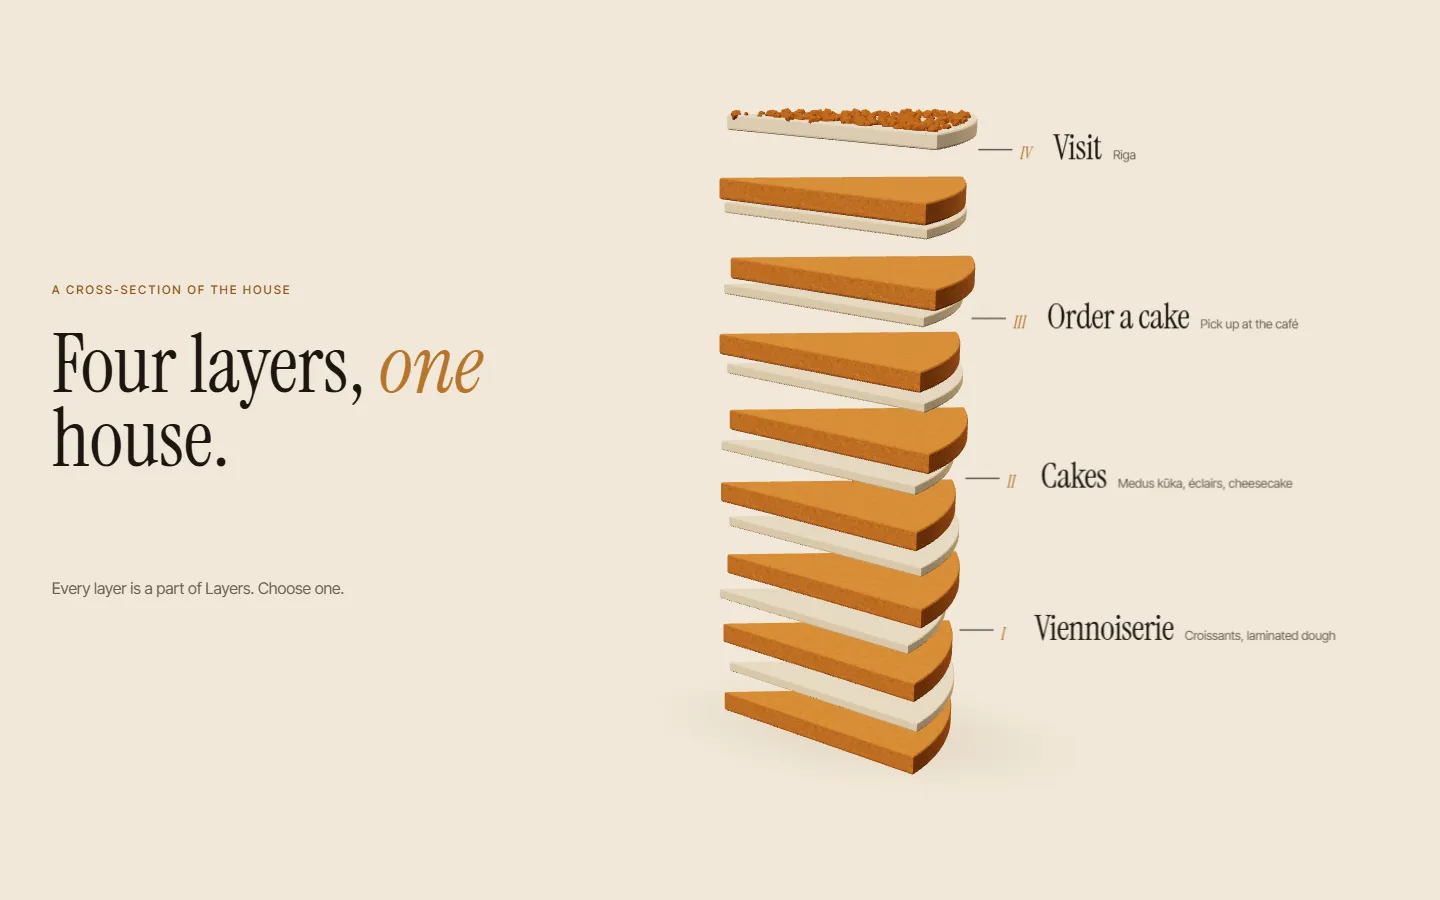 A CROSS-SECTION OF THE HOUSE
Four layers, one
house.
Every layer is a part of Layers. Choose one.
IV Visit Riga
III Order a cake Pick up at the café
II Cakes Medus kūka, éclairs, cheesecake
I Viennoiserie Croissants, laminated dough